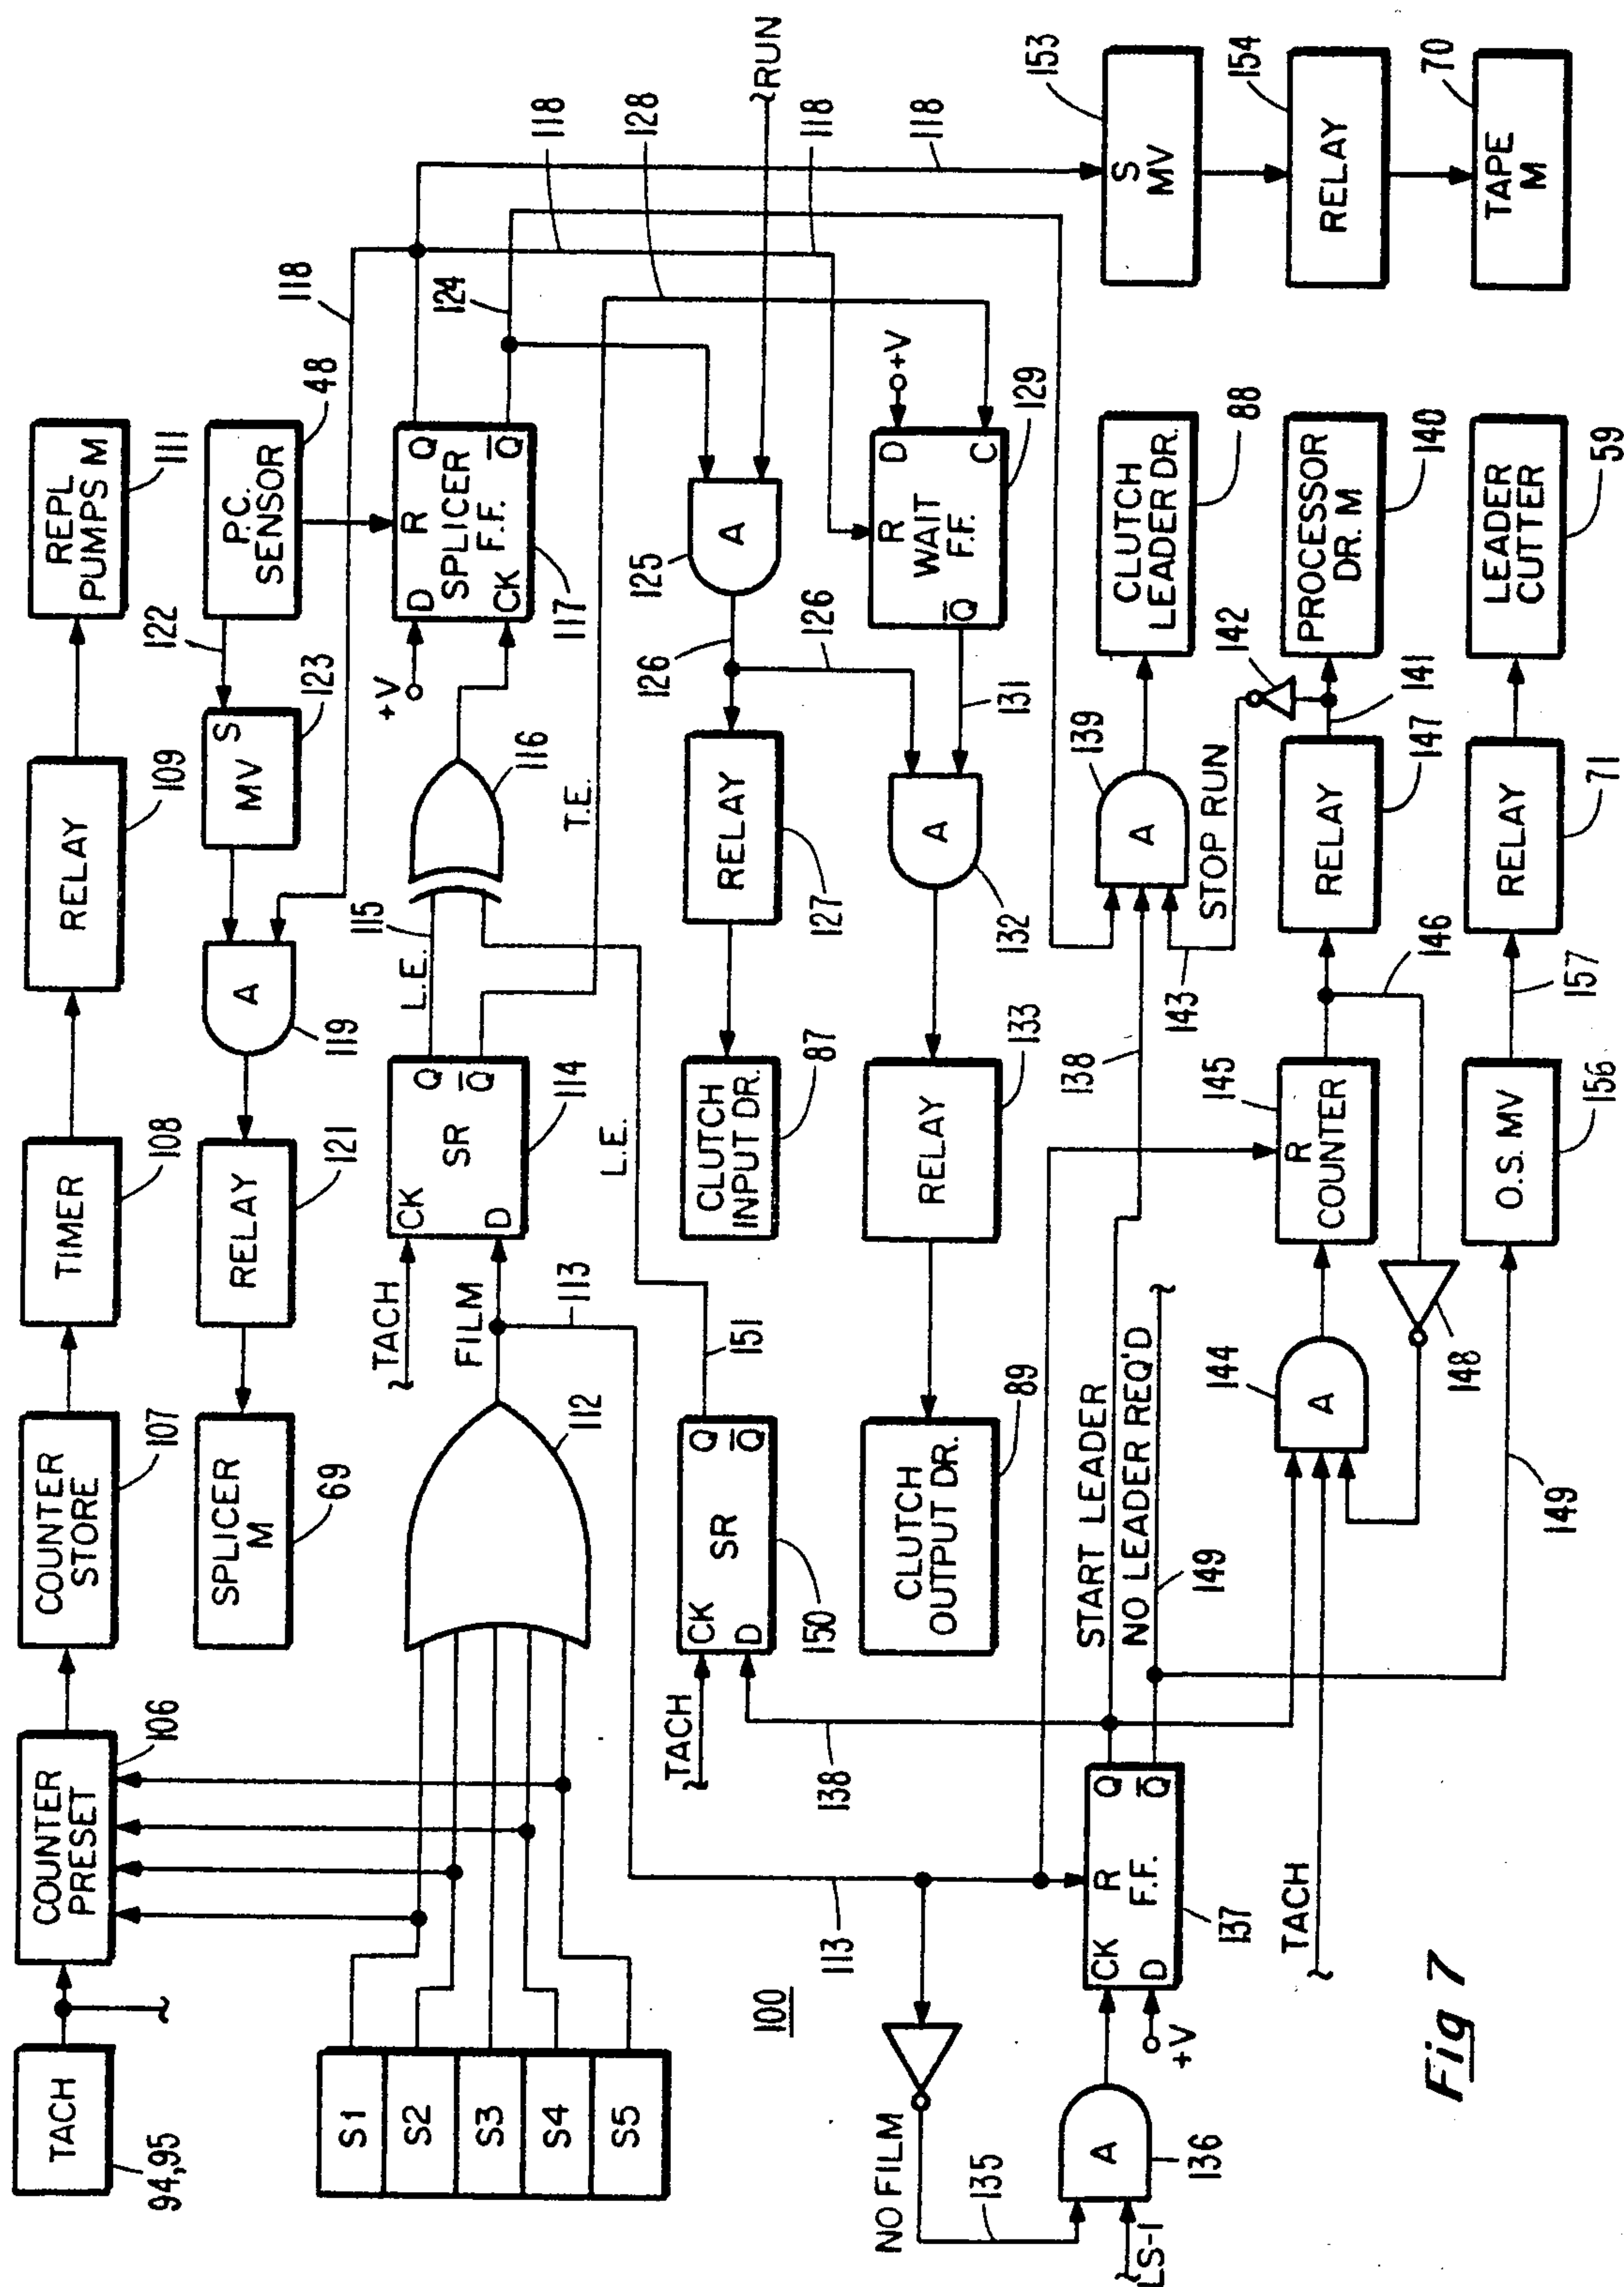 TACH
94,95
COUNTER
PRESET
106
COUNTER
STORE
107
TIMER
108
RELAY
109
REPL
PUMPS M
111
S1
S2
S3
S4
S5
SPLICER
M
69
RELAY
121
A
119
MV
S
123
122
P.C.
SENSOR
48
118
112
FILM
113
TACH
CK
D
SR
Q
Q̅
114
L.E.
115
116
+V
D
CK
R
SPLICER
F.F.
Q
Q̅
117
124
118
128
118
118
RUN
T.E.
L.E.
TACH
CK
D
SR
Q
Q̅
150
151
CLUTCH
INPUT DR.
87
RELAY
127
126
126
A
125
CLUTCH
OUTPUT DR.
89
RELAY
133
A
132
131
R
WAIT
F.F.
D
C
Q̅
129
+V
S
MV
153
RELAY
154
TAPE
M
70
100
113
138
NO FILM
135
LS-1
A
136
CK
D
R
F.F.
Q
Q̅
137
+V
START LEADER
NO LEADER REQ'D
149
138
143
STOP RUN
A
139
CLUTCH
LEADER DR.
88
142
TACH
A
144
R
COUNTER
145
146
148
RELAY
147
141
PROCESSOR
DR. M
140
149
O.S. MV
156
157
RELAY
71
LEADER
CUTTER
59
Fig 7